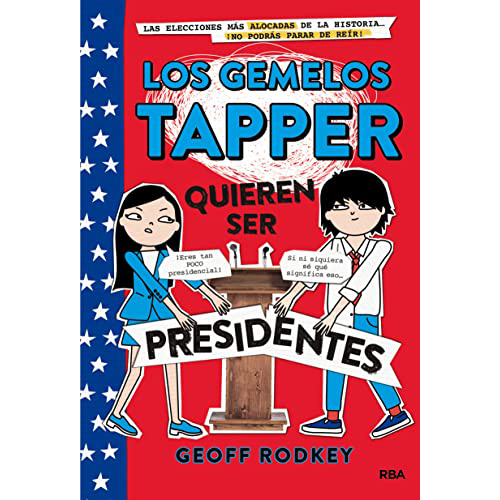 LAS ELECCIONES MÁS ALOCADAS DE LA HISTORIA...
¡NO PODRÁS PARAR DE REÍR!
LOS GEMELOS
TAPPER
QUIEREN
SER
¡Eres tan
POCO
presidencial!
Si ni siquiera
sé qué
significa eso...
PRESIDENTES
GEOFF RODKEY
RBA